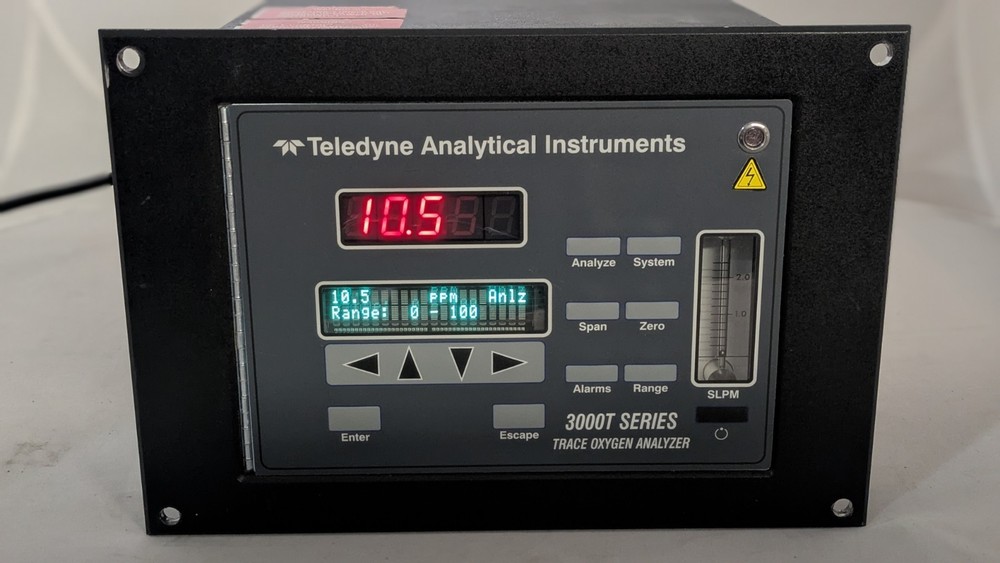 Teledyne Analytical Instruments
10.5
10.5 ppm Anlz
Range: 0 - 100
Analyze System
Span Zero
2.0
1.0
Alarms Range
SLPM
Enter
Escape
3000T SERIES
TRACE OXYGEN ANALYZER